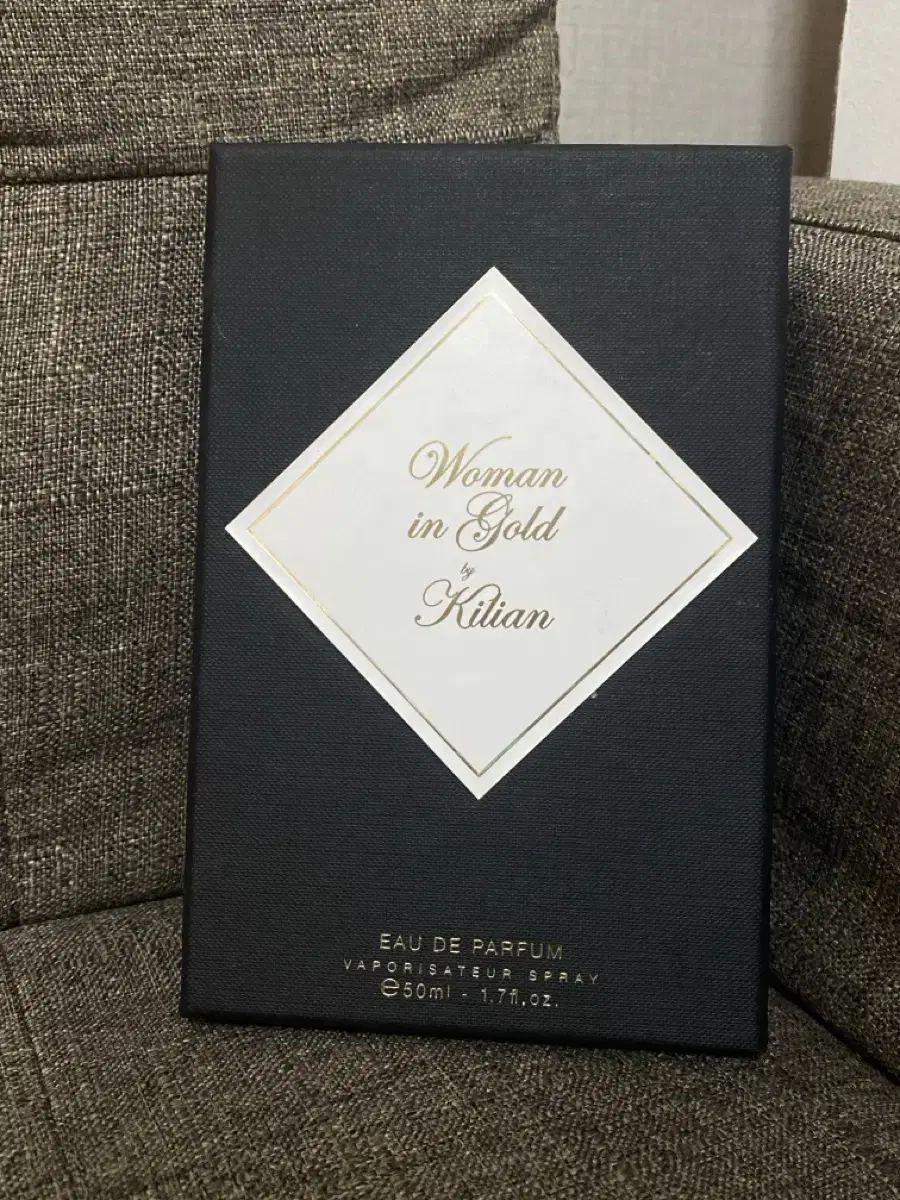 Woman
in Gold
by
Kilian
EAU DE PARFUM
VAPORISATEUR SPRAY
℮50ml - 1.7fl.oz.